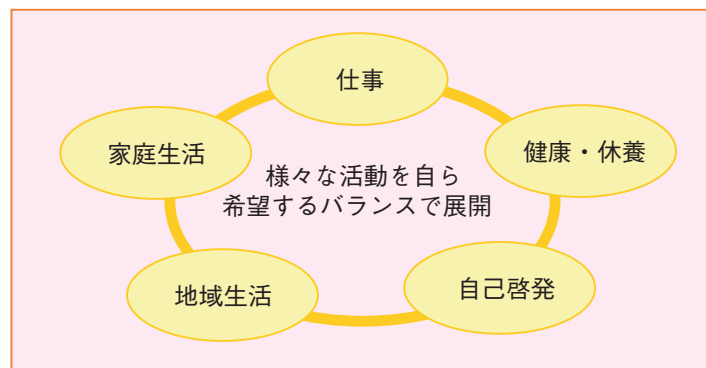 仕事
家庭生活
健康・休養
様々な活動を自ら
希望するバランスで展開
地域生活
自己啓発